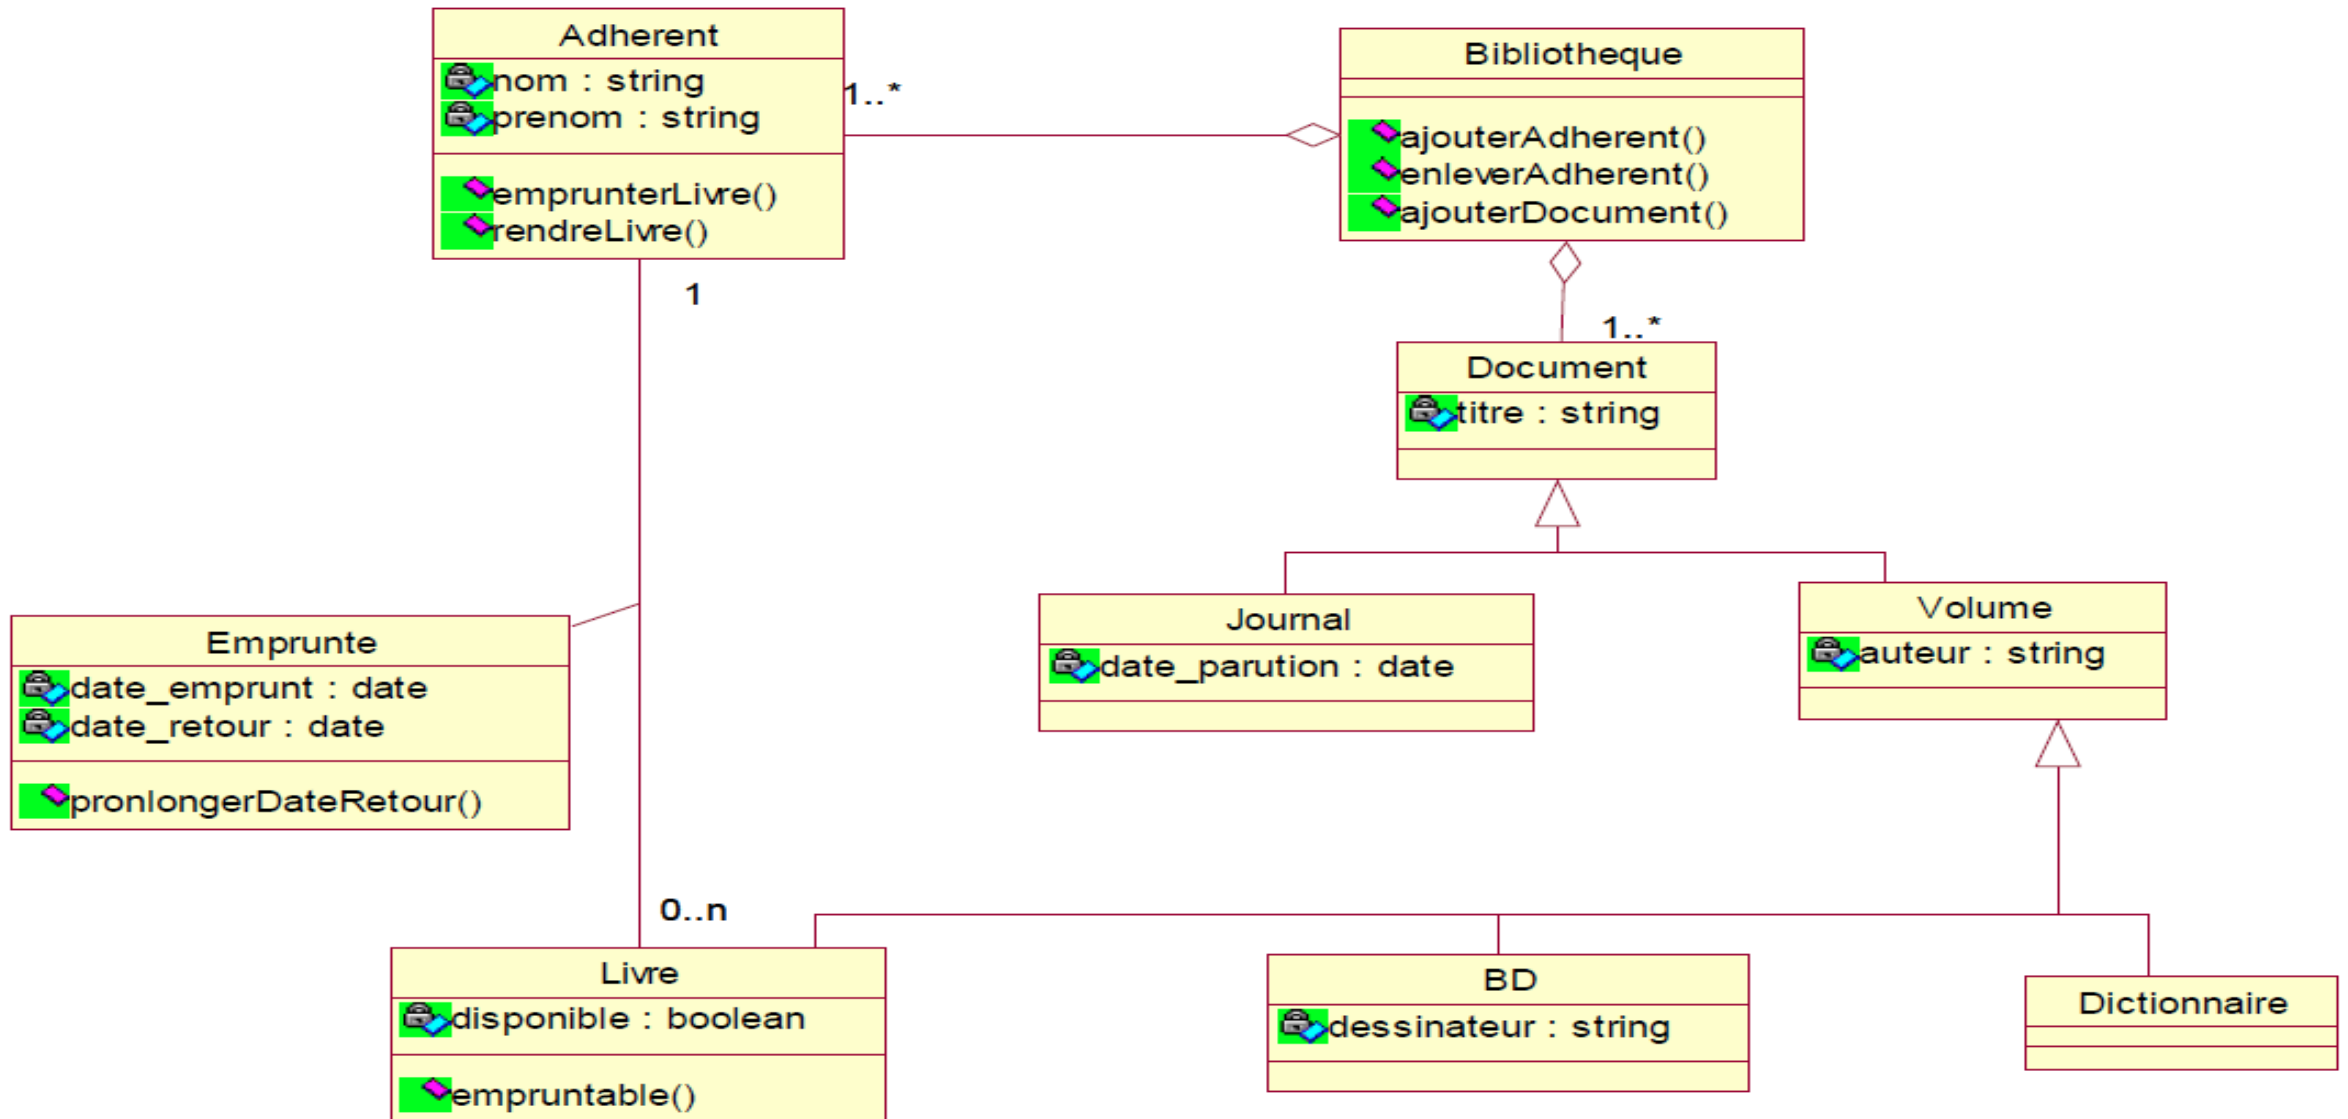 Adherent
nom : string
prenom : string
emprunterLivre()
rendreLivre()
1..*
Bibliotheque
ajouterAdherent()
enleverAdherent()
ajouterDocument()
1
1..*
Document
titre : string
Emprunte
date_emprunt : date
date_retour : date
pronlongerDateRetour()
Journal
date_parution : date
Volume
auteur : string
0..n
Livre
disponible : boolean
empruntable()
BD
dessinateur : string
Dictionnaire